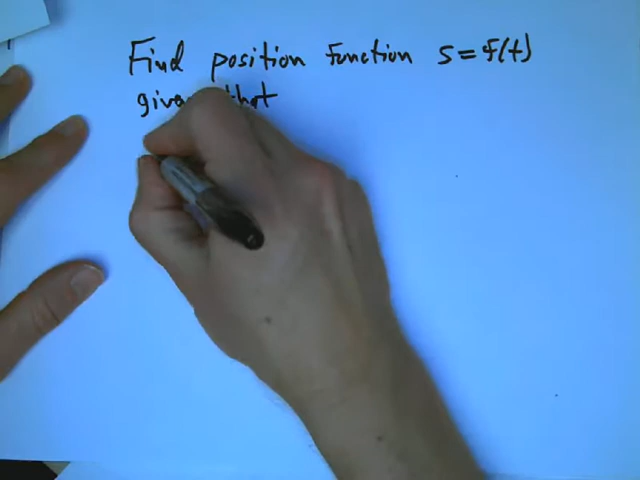 Find position function s=f(t)
given that